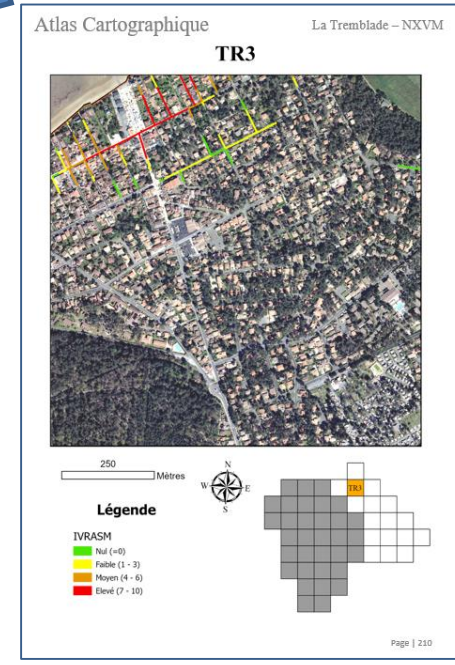 Atlas Cartographique
La Tremblade – NXVM
TR3
250
Mètres
N
W
E
S
TR3
Légende
IVRASM
Nul (=0)
Faible (1 - 3)
Moyen (4 - 6)
Elevé (7 - 10)
Page | 210